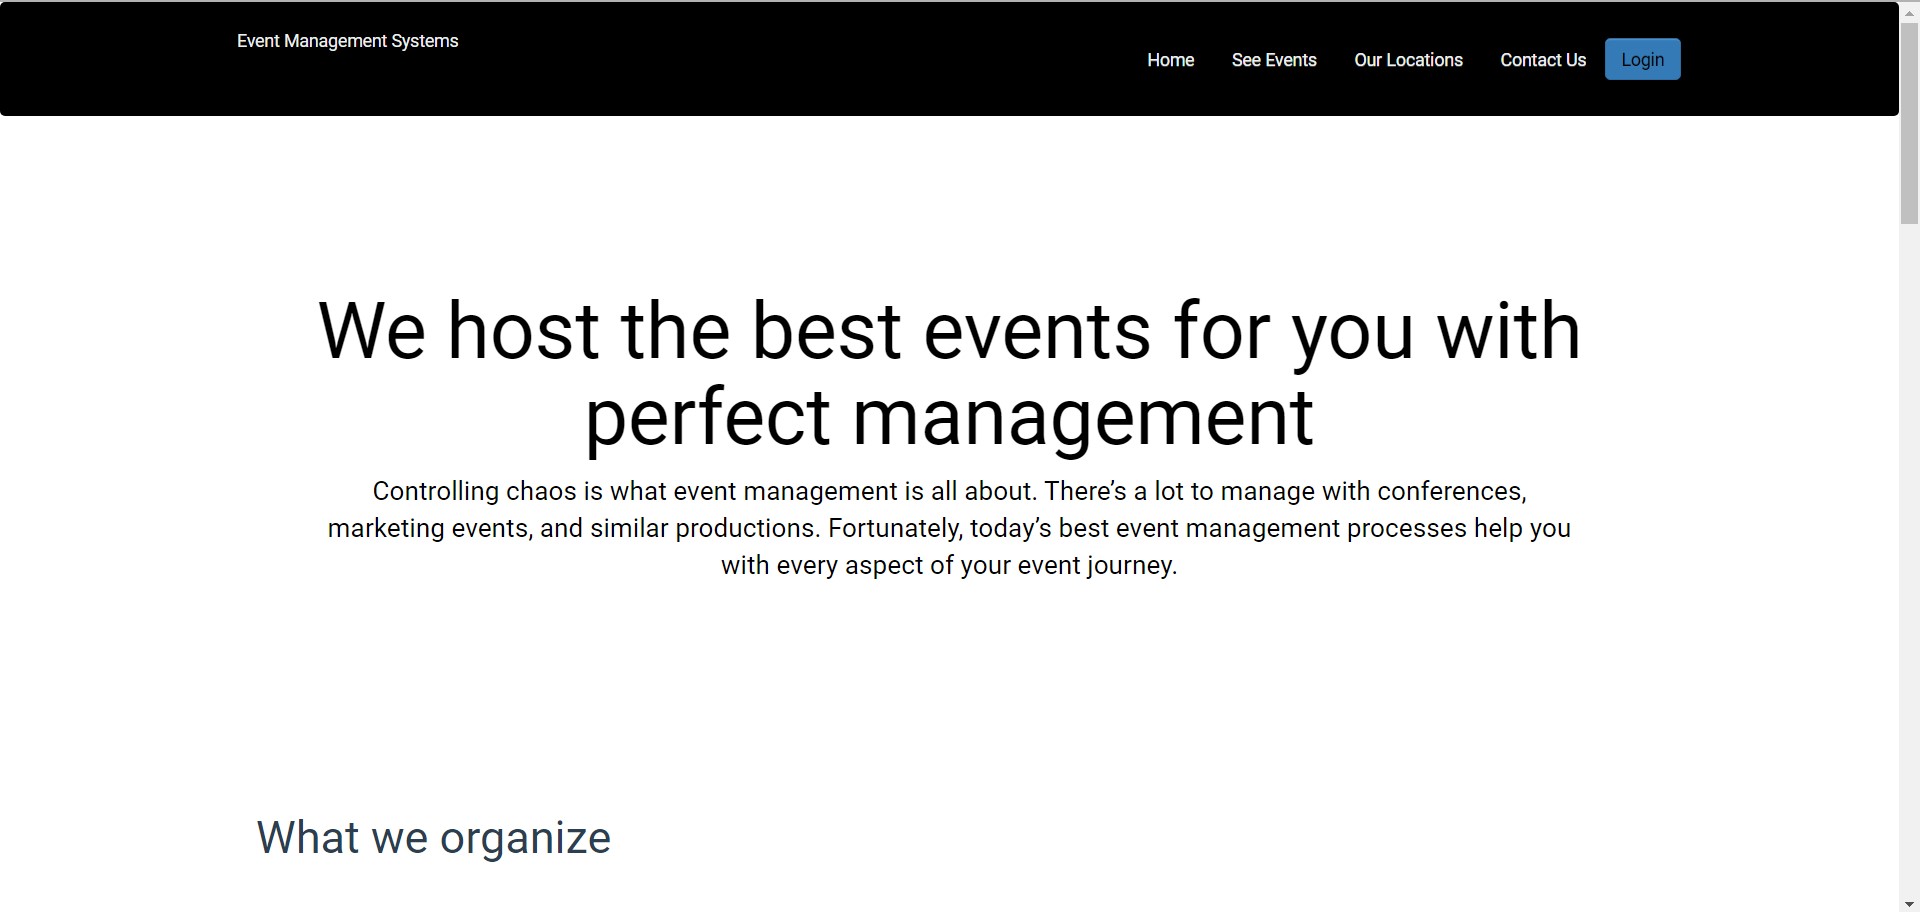 Event Management Systems
Home See Events Our Locations Contact Us Login
We host the best events for you with
perfect management
Controlling chaos is what event management is all about. There’s a lot to manage with conferences,
marketing events, and similar productions. Fortunately, today’s best event management processes help you
with every aspect of your event journey.
What we organize